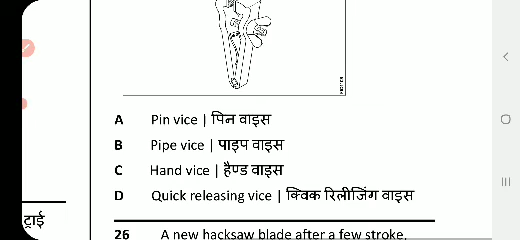 A Pin vice | पिन वाइस
B Pipe vice | पाइप वाइस
C Hand vice | हैण्ड वाइस
D Quick releasing vice | क्विक रिलीजिंग वाइस
ट्राई
26 A new hacksaw blade after a few stroke,